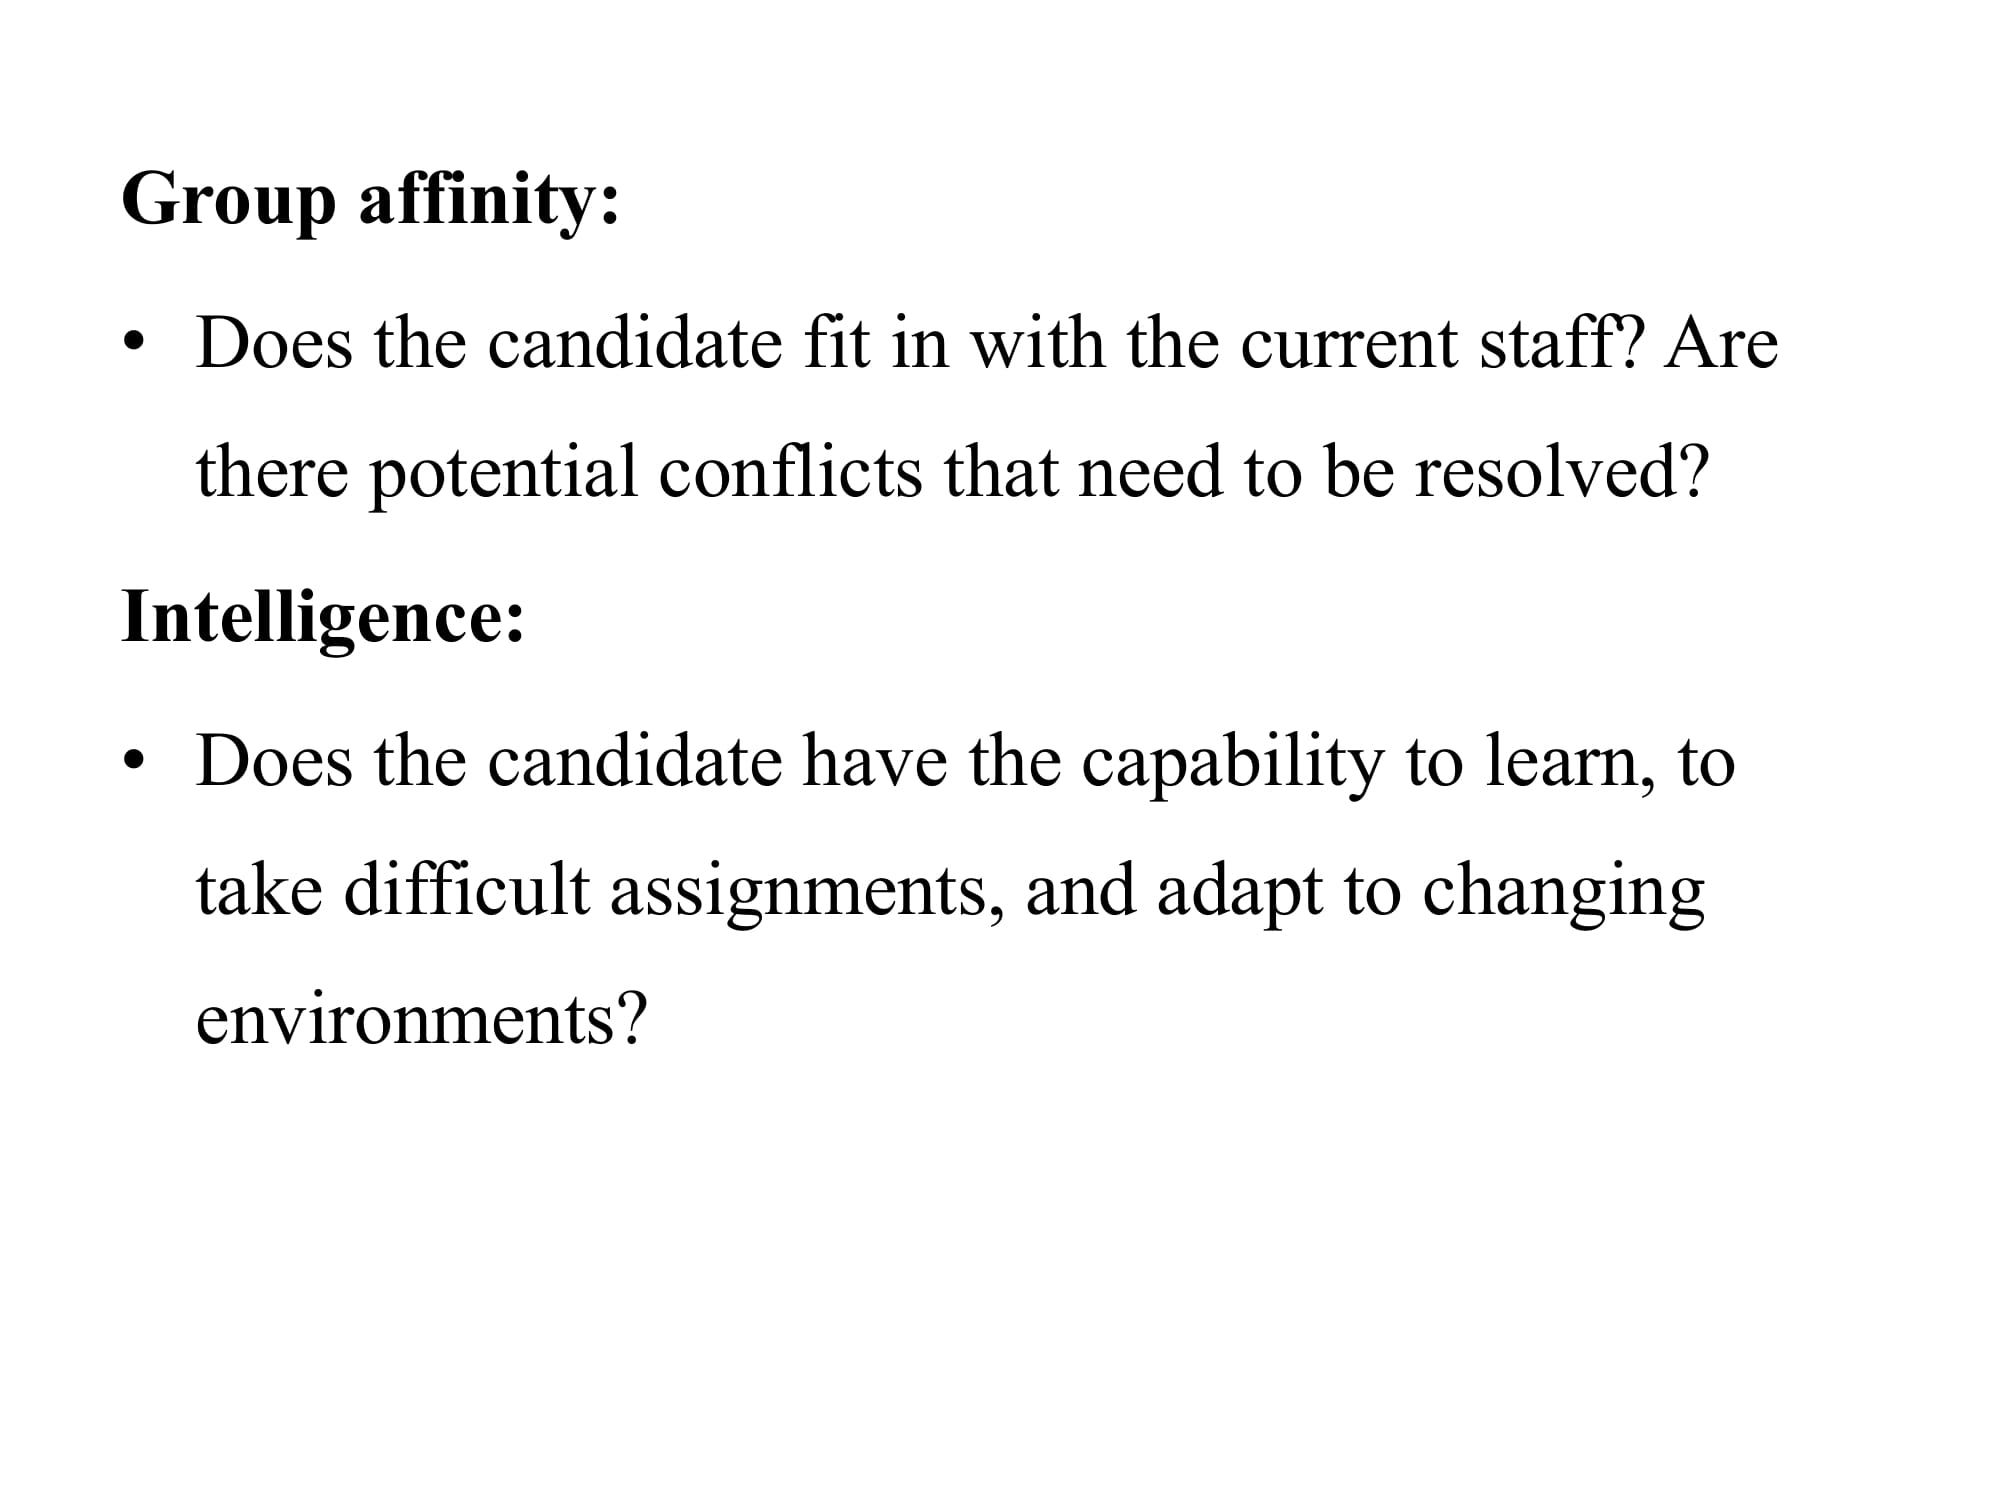 Group affinity:
• Does the candidate fit in with the current staff? Are
there potential conflicts that need to be resolved?
Intelligence:
• Does the candidate have the capability to learn, to
take difficult assignments, and adapt to changing
environments?